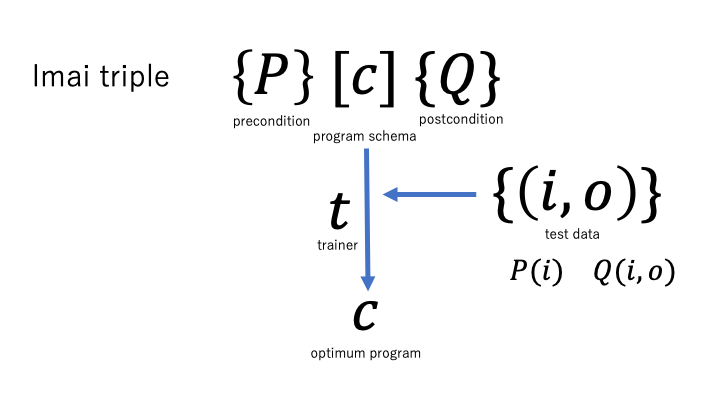 Imai triple {P} [c] {Q}
precondition postcondition
program schema
t {(i, o)}
trainer test data
P(i) Q(i, o)
c
optimum program